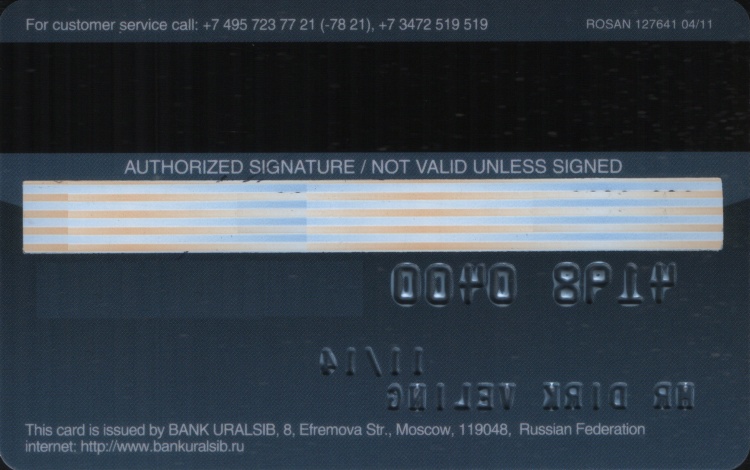 For customer service call: +7 495 723 77 21 (-78 21), +7 3472 519 519
ROSAN 127641 04/11
AUTHORIZED SIGNATURE / NOT VALID UNLESS SIGNED
11/14
MR DIRK VELING
This card is issued by BANK URALSIB, 8, Efremova Str., Moscow, 119048, Russian Federation
internet: http://www.bankuralsib.ru